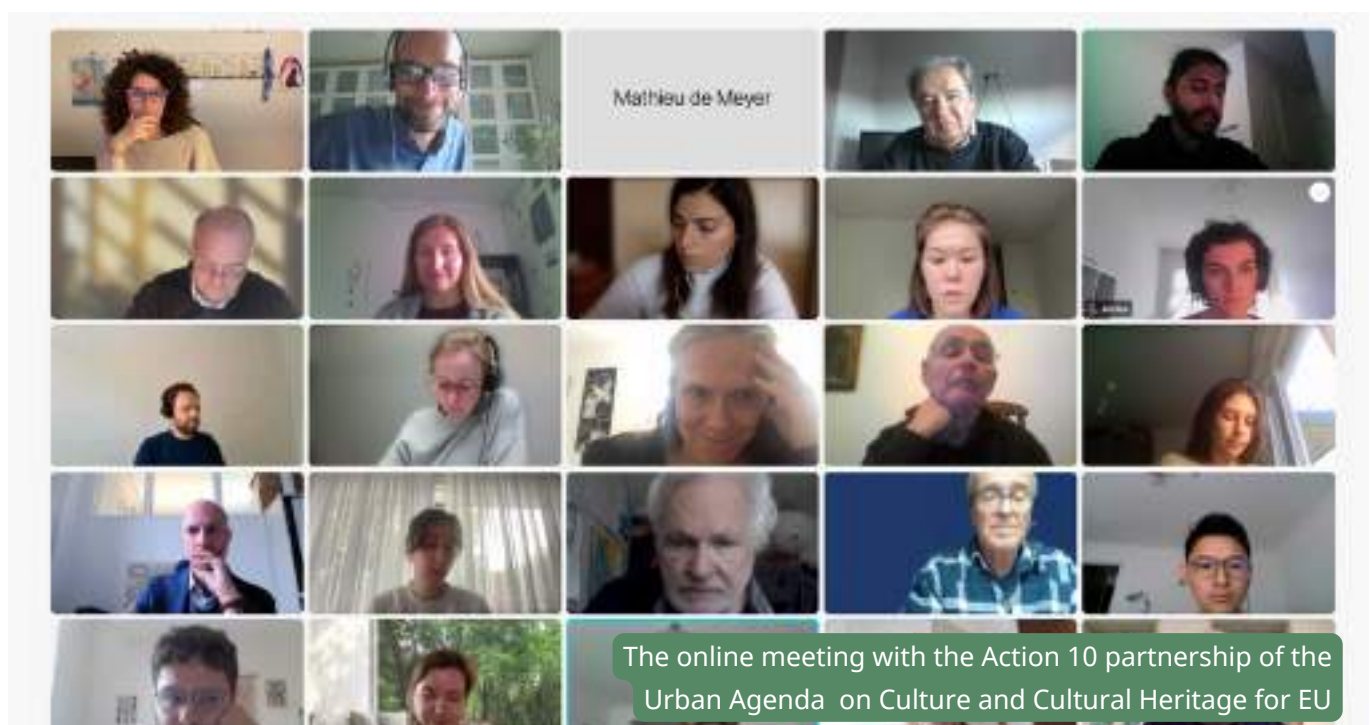 Mathieu de Meyer
The online meeting with the Action 10 partnership of the
Urban Agenda on Culture and Cultural Heritage for EU